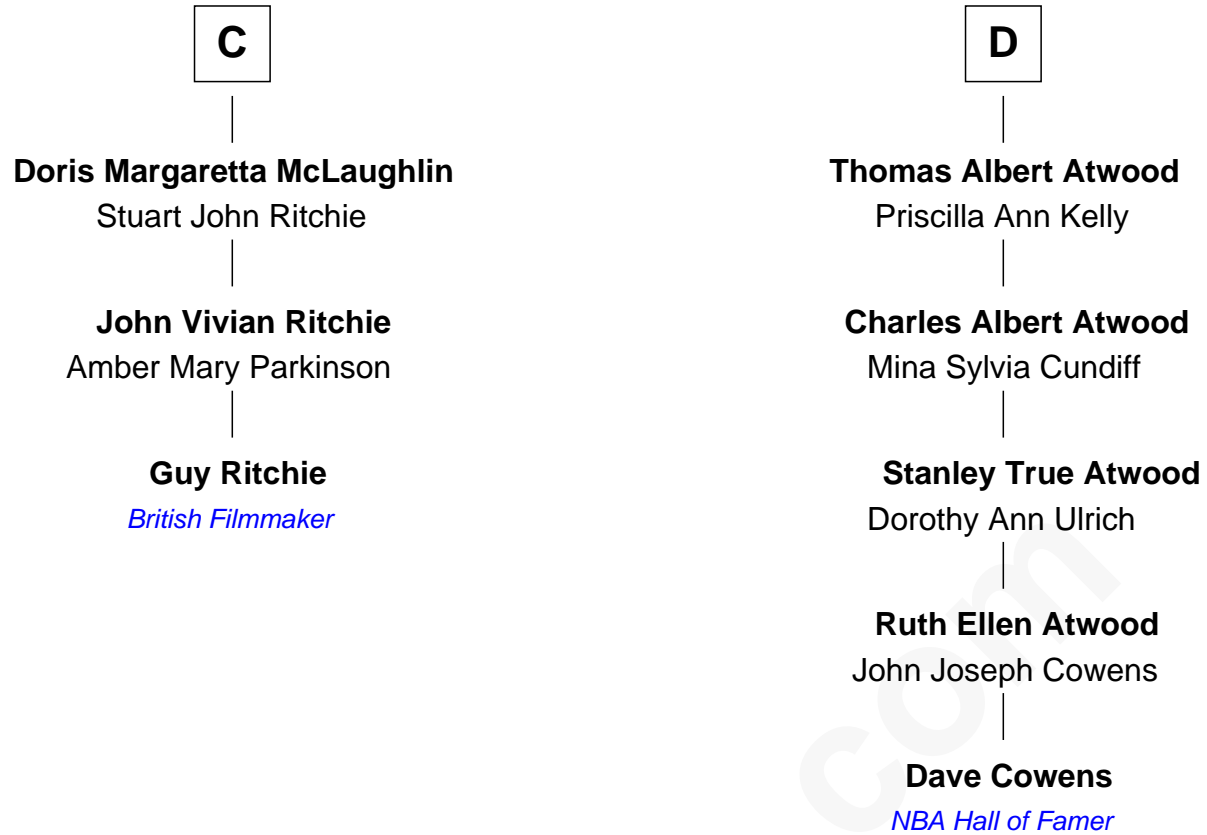 C
Doris Margaretta McLaughlin
Stuart John Ritchie
John Vivian Ritchie
Amber Mary Parkinson
Guy Ritchie
British Filmmaker
D
Thomas Albert Atwood
Priscilla Ann Kelly
Charles Albert Atwood
Mina Sylvia Cundiff
Stanley True Atwood
Dorothy Ann Ulrich
Ruth Ellen Atwood
John Joseph Cowens
Dave Cowens
NBA Hall of Famer
com